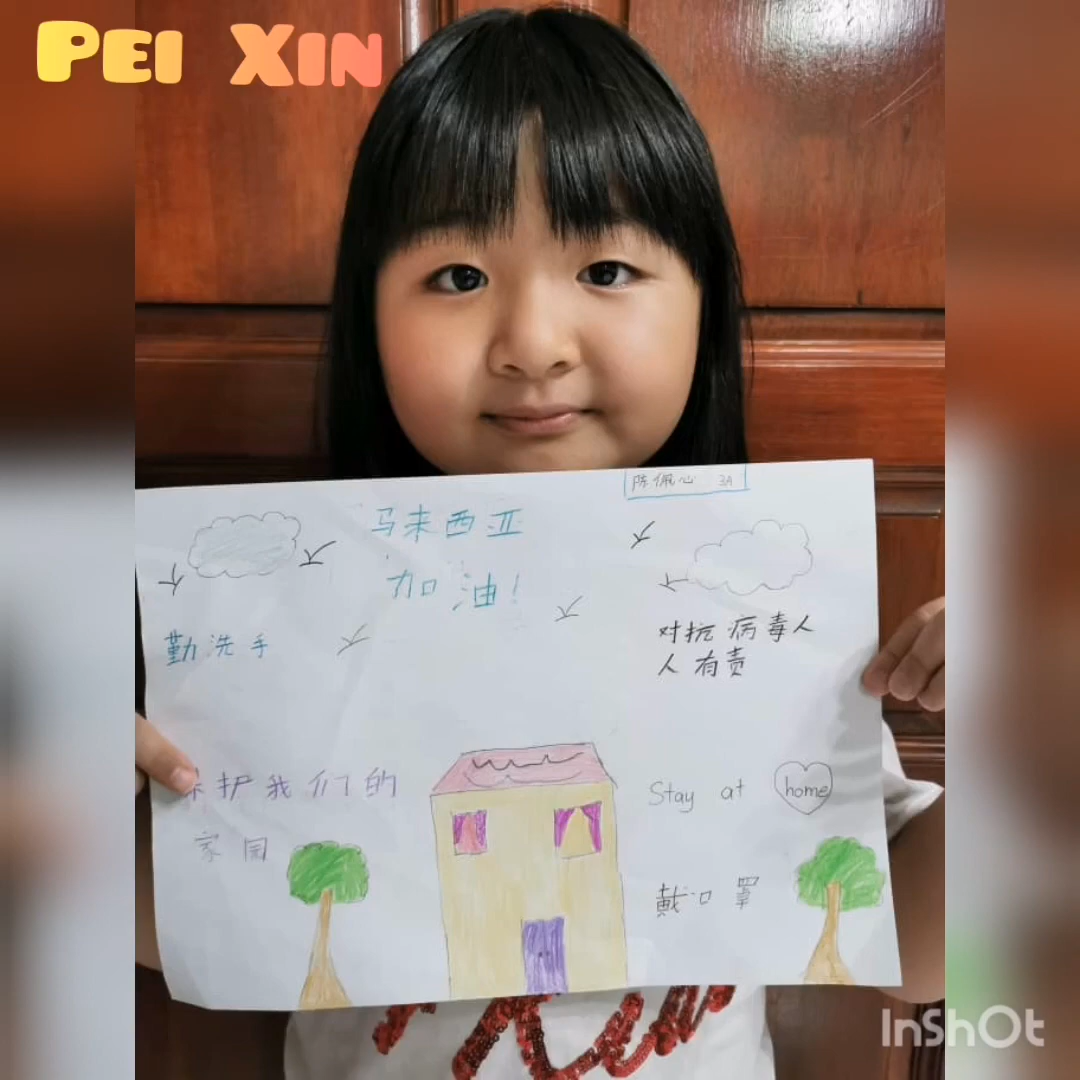 PEI XIN
陈佩心 3A
马来西亚
加油!
勤洗手
对抗病毒人
人有责
护我们的
家园
Stay at home
戴口罩
InShOt